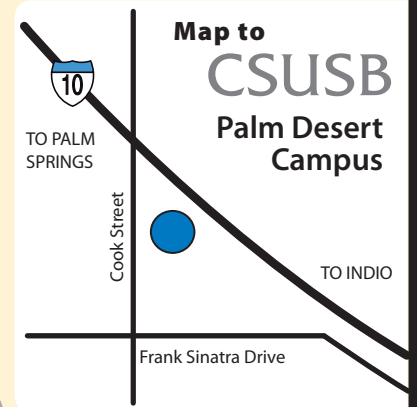 Map to
CSUSB
Palm Desert
Campus
10
TO PALM
SPRINGS
Cook Street
TO INDIO
Frank Sinatra Drive